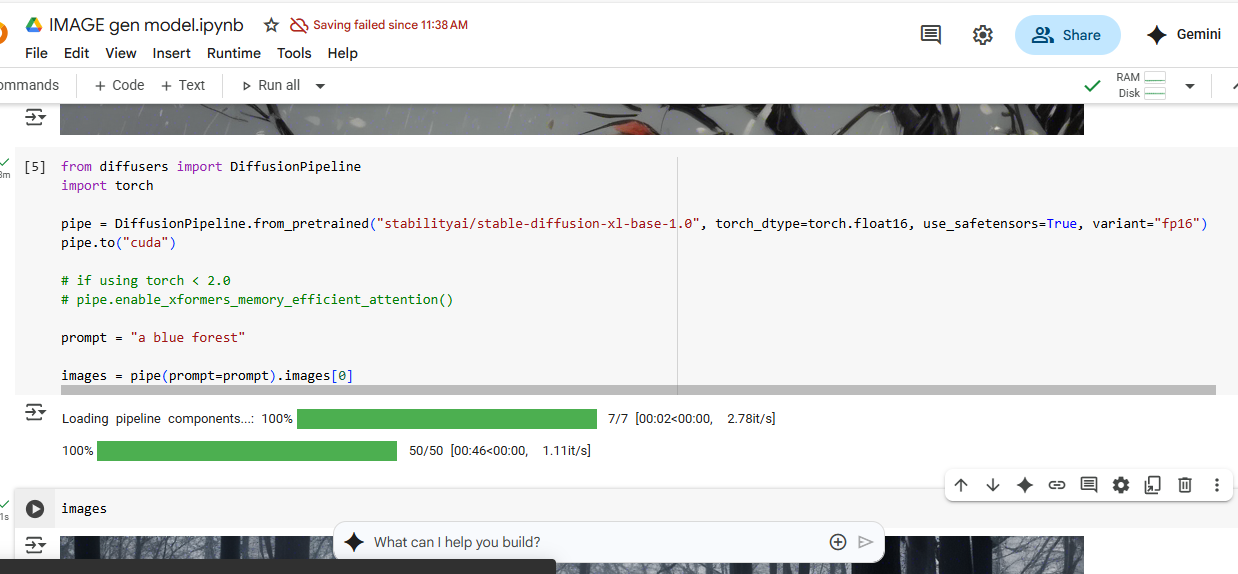 IMAGE gen model.ipynb Saving failed since 11:38 AM
File Edit View Insert Runtime Tools Help
Share
Gemini
ommands + Code + Text Run all
RAM
Disk
[5] from diffusers import DiffusionPipeline
3m
import torch
pipe = DiffusionPipeline.from_pretrained("stabilityai/stable-diffusion-xl-base-1.0", torch_dtype=torch.float16, use_safetensors=True, variant="fp16")
pipe.to("cuda")
# if using torch < 2.0
# pipe.enable_xformers_memory_efficient_attention()
prompt = "a blue forest"
images = pipe(prompt=prompt).images[0]
Loading pipeline components...: 100% 7/7 [00:02<00:00, 2.78it/s]
100% 50/50 [00:46<00:00, 1.11it/s]
images
1s
What can I help you build?